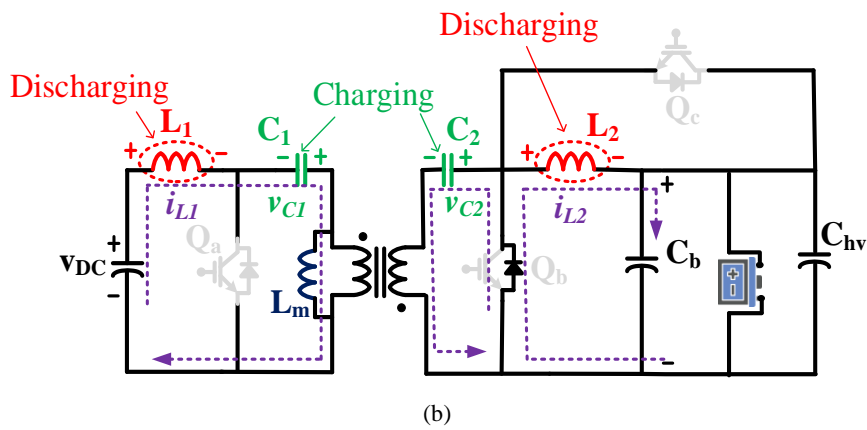 Discharging
Discharging
Charging
L1
C1
C2
L2
Qc
+
-
-
+
-
+
+
-
iL1
vC1
vC2
iL2
+
Qa
+
vDC
-
Lm
Qb
Cb
+
-
Chv
-
(b)